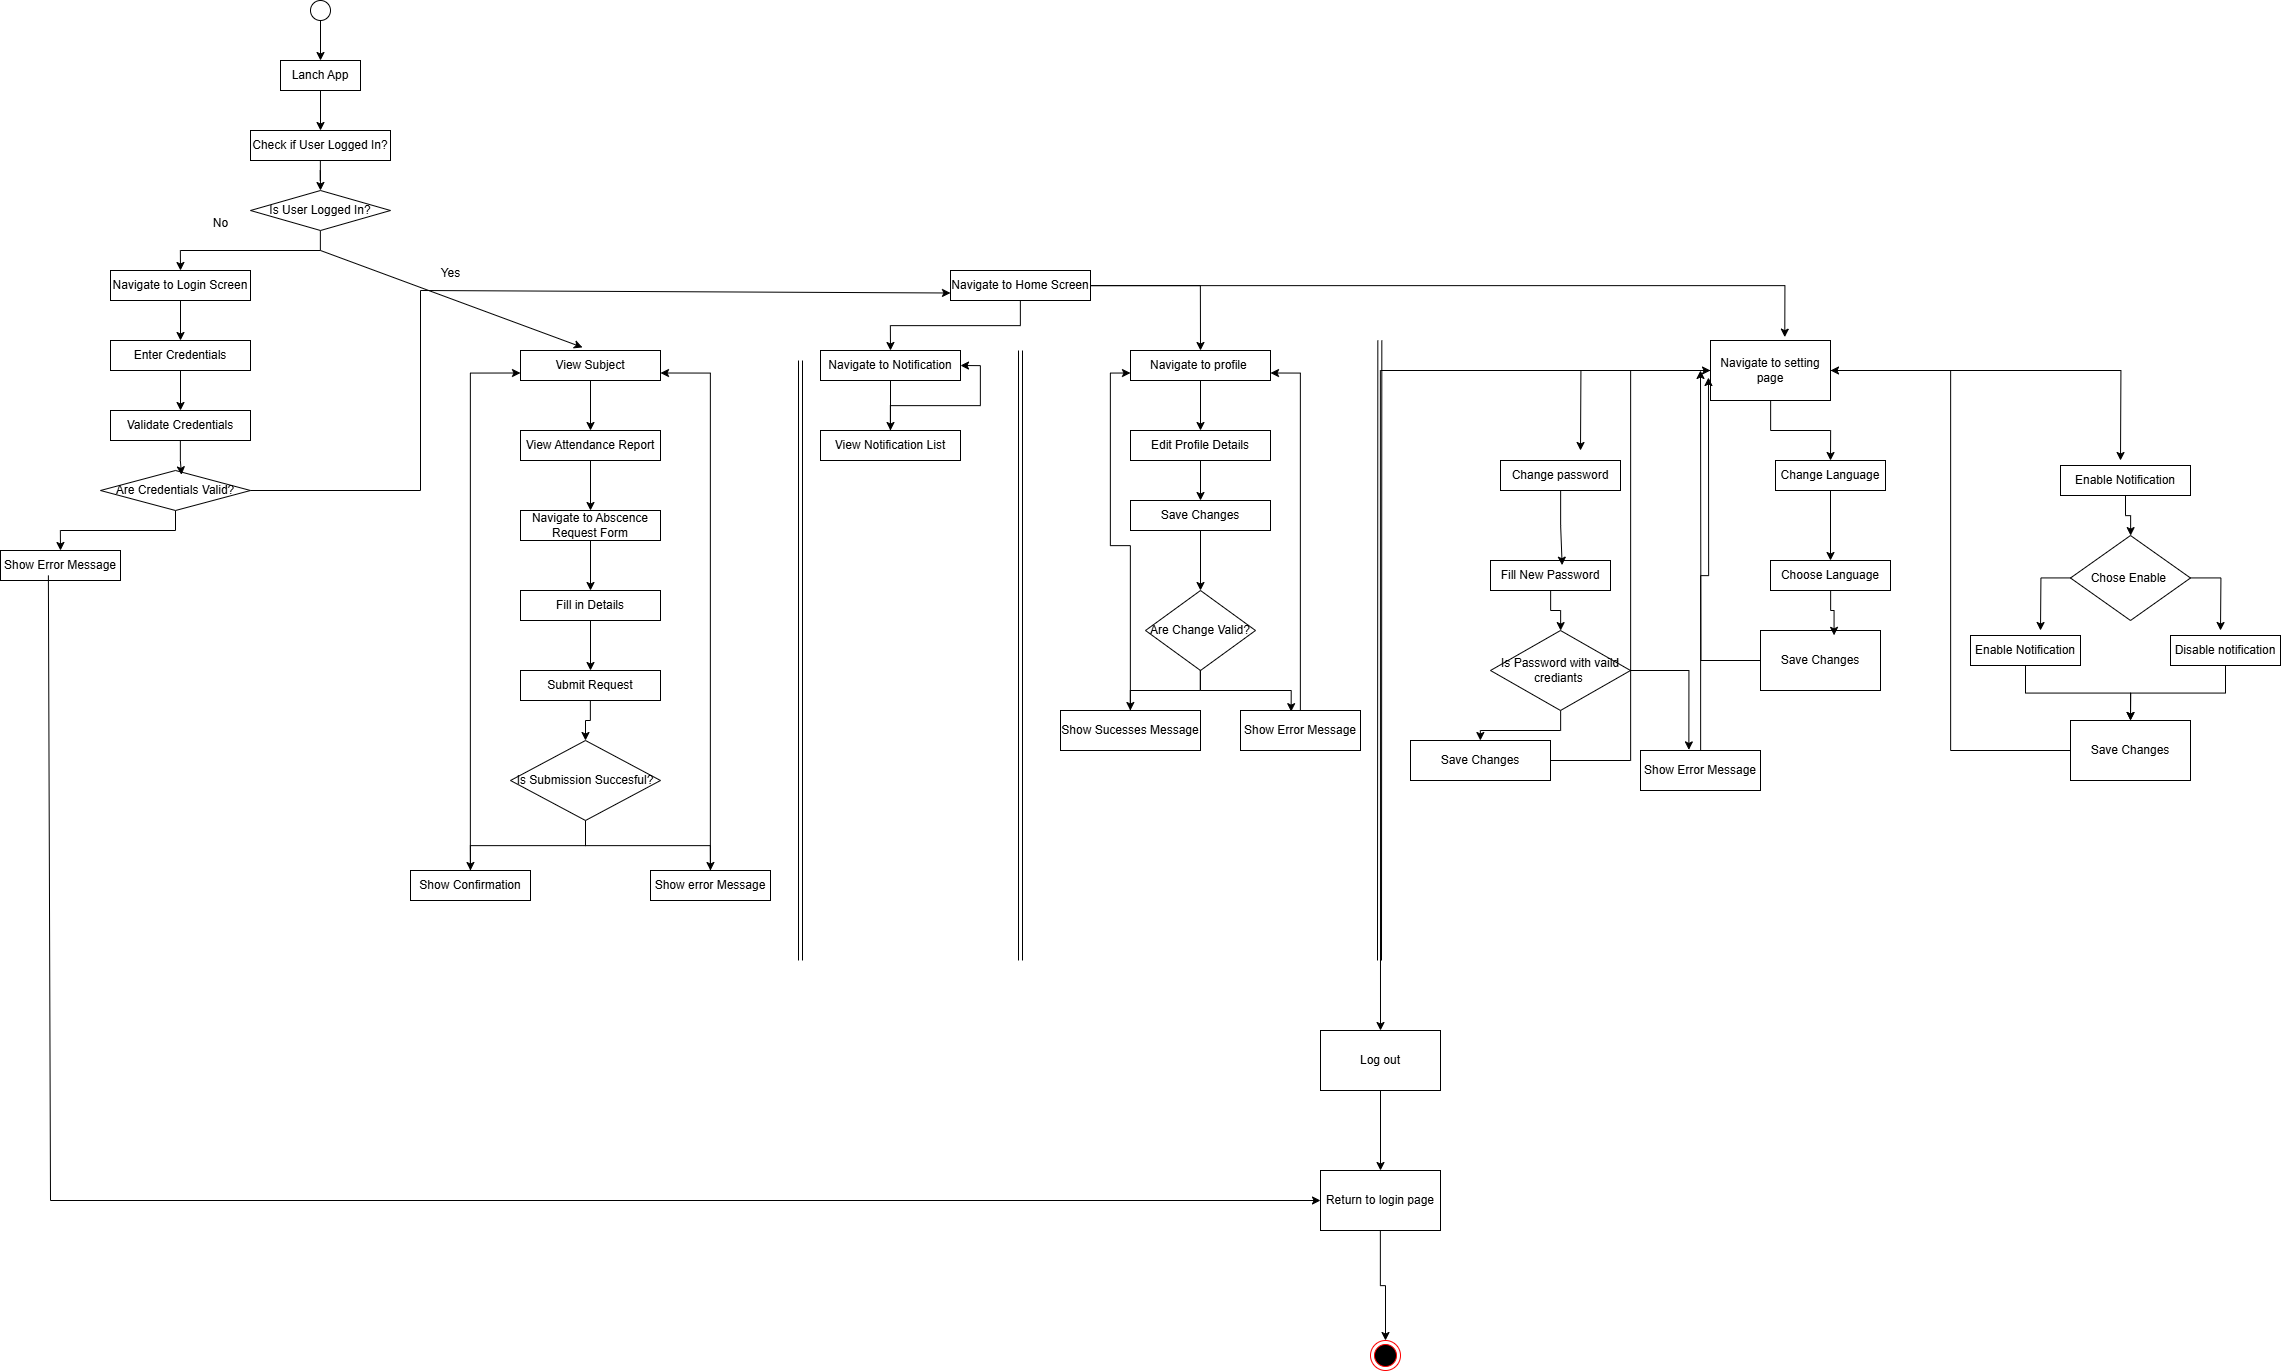 Lanch App
Check if User Logged In?
Is User Logged In?
No
Yes
Navigate to Login Screen
Enter Credentials
Validate Credentials
Are Credentials Valid?
Show Error Message
View Subject
View Attendance Report
Navigate to Abscence
Request Form
Fill in Details
Submit Request
Is Submission Succesful?
Show Confirmation
Show error Message
Navigate to Home Screen
Navigate to Notification
View Notification List
Navigate to profile
Edit Profile Details
Save Changes
Are Change Valid?
Show Sucesses Message
Show Error Message
Navigate to setting
page
Change password
Fill New Password
Is Password with vaild
crediants
Save Changes
Show Error Message
Change Language
Choose Language
Save Changes
Enable Notification
Chose Enable
Enable Notification
Disable notification
Save Changes
Log out
Return to login page